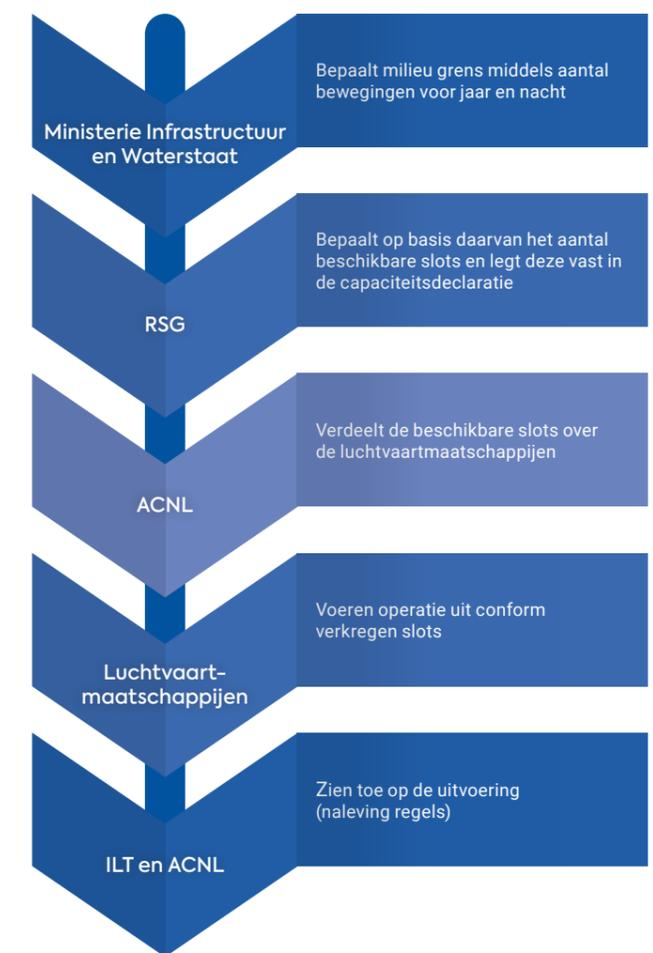 Ministerie Infrastructuur
en Waterstaat
Bepaalt milieu grens middels aantal
bewegingen voor jaar en nacht
RSG
Bepaalt op basis daarvan het aantal
beschikbare slots en legt deze vast in
de capaciteitsdeclaratie
ACNL
Verdeelt de beschikbare slots over
de luchtvaartmaatschappijen
Luchtvaart-
maatschappijen
Voeren operatie uit conform
verkregen slots
ILT en ACNL
Zien toe op de uitvoering
(naleving regels)